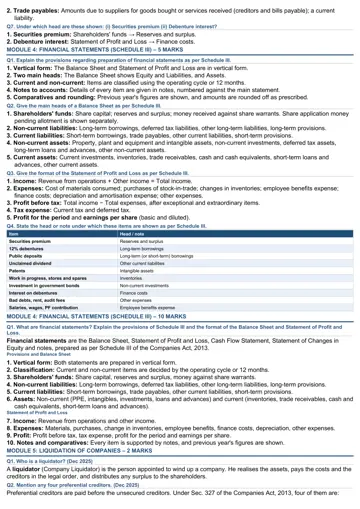 2. Trade payables: Amounts due to suppliers for goods bought or services received (creditors and bills payable); a current
liability.
Q7. Under which head are these shown: (i) Securities premium (ii) Debenture interest?
1. Securities premium: Shareholders' funds → Reserves and surplus.
2. Debenture interest: Statement of Profit and Loss → Finance costs.
MODULE 4: FINANCIAL STATEMENTS (SCHEDULE III) – 5 MARKS
Q1. Explain the provisions regarding preparation of financial statements as per Schedule III.
1. Vertical form: The Balance Sheet and Statement of Profit and Loss are in vertical form.
2. Two main heads: The Balance Sheet shows Equity and Liabilities, and Assets.
3. Current and non-current: Items are classified using the operating cycle or 12 months.
4. Notes to accounts: Details of every item are given in notes, numbered against the main statement.
5. Comparatives and rounding: Previous year's figures are shown, and amounts are rounded off as prescribed.
Q2. Give the main heads of a Balance Sheet as per Schedule III.
1. Shareholders' funds: Share capital; reserves and surplus; money received against share warrants. Share application money
pending allotment is shown separately.
2. Non-current liabilities: Long-term borrowings, deferred tax liabilities, other long-term liabilities, long-term provisions.
3. Current liabilities: Short-term borrowings, trade payables, other current liabilities, short-term provisions.
4. Non-current assets: Property, plant and equipment and intangible assets, non-current investments, deferred tax assets,
long-term loans and advances, other non-current assets.
5. Current assets: Current investments, inventories, trade receivables, cash and cash equivalents, short-term loans and
advances, other current assets.
Q3. Give the format of the Statement of Profit and Loss as per Schedule III.
1. Income: Revenue from operations + Other income = Total Income.
2. Expenses: Cost of materials consumed; purchases of stock-in-trade; changes in inventories; employee benefits expense;
finance costs; depreciation and amortisation expense; other expenses.
3. Profit before tax: Total income − Total expenses, after exceptional and extraordinary items.
4. Tax expense: Current tax and deferred tax.
5. Profit for the period and earnings per share (basic and diluted).
Q4. State the head or note under which these items are shown as per Schedule III.
Item Head / note
Securities premium Reserves and surplus
12% debentures Long-term borrowings
Public deposits Long-term (or short-term) borrowings
Unclaimed dividend Other current liabilities
Patents Intangible assets
Work in progress, stores and spares Inventories
Investment in government bonds Non-current investments
Interest on debentures Finance costs
Bad debts, rent, audit fees Other expenses
Salaries, wages, PF contribution Employee benefits expense
MODULE 4: FINANCIAL STATEMENTS (SCHEDULE III) – 10 MARKS
Q1. What are financial statements? Explain the provisions of Schedule III and the format of the Balance Sheet and Statement of Profit and
Loss.
Financial statements are the Balance Sheet, Statement of Profit and Loss, Cash Flow Statement, Statement of Changes in
Equity and notes, prepared as per Schedule III of the Companies Act, 2013.
Provisions and Balance Sheet
1. Vertical form: Both statements are prepared in vertical form.
2. Classification: Current and non-current items are decided by the operating cycle or 12 months.
3. Shareholders' funds: Share capital, reserves and surplus, money against share warrants.
4. Non-current liabilities: Long-term borrowings, deferred tax liabilities, other long-term liabilities, long-term provisions.
5. Current liabilities: Short-term borrowings, trade payables, other current liabilities, short-term provisions.
6. Assets: Non-current (PPE, intangibles, investments, loans and advances) and current (inventories, trade receivables, cash and
cash equivalents, short-term loans and advances).
Statement of Profit and Loss
7. Income: Revenue from operations and other income.
8. Expenses: Materials, purchases, change in inventories, employee benefits, finance costs, depreciation, other expenses.
9. Profit: Profit before tax, tax expense, profit for the period and earnings per share.
10. Notes and comparatives: Every item is supported by notes, and previous year's figures are shown.
MODULE 5: LIQUIDATION OF COMPANIES – 2 MARKS
Q1. Who is a liquidator? (Dec 2025)
A liquidator (Company Liquidator) is the person appointed to wind up a company. He realises the assets, pays the costs and the
creditors in the legal order, and distributes any surplus to the shareholders.
Q2. Mention any four preferential creditors. (Dec 2025)
Preferential creditors are paid before the unsecured creditors. Under Sec. 327 of the Companies Act, 2013, four of them are: